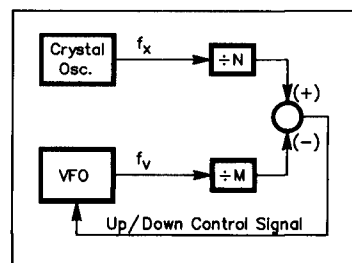 Crystal
Osc.
fx
÷N
(+)
(−)
VFO
fv
÷M
Up/Down Control Signal